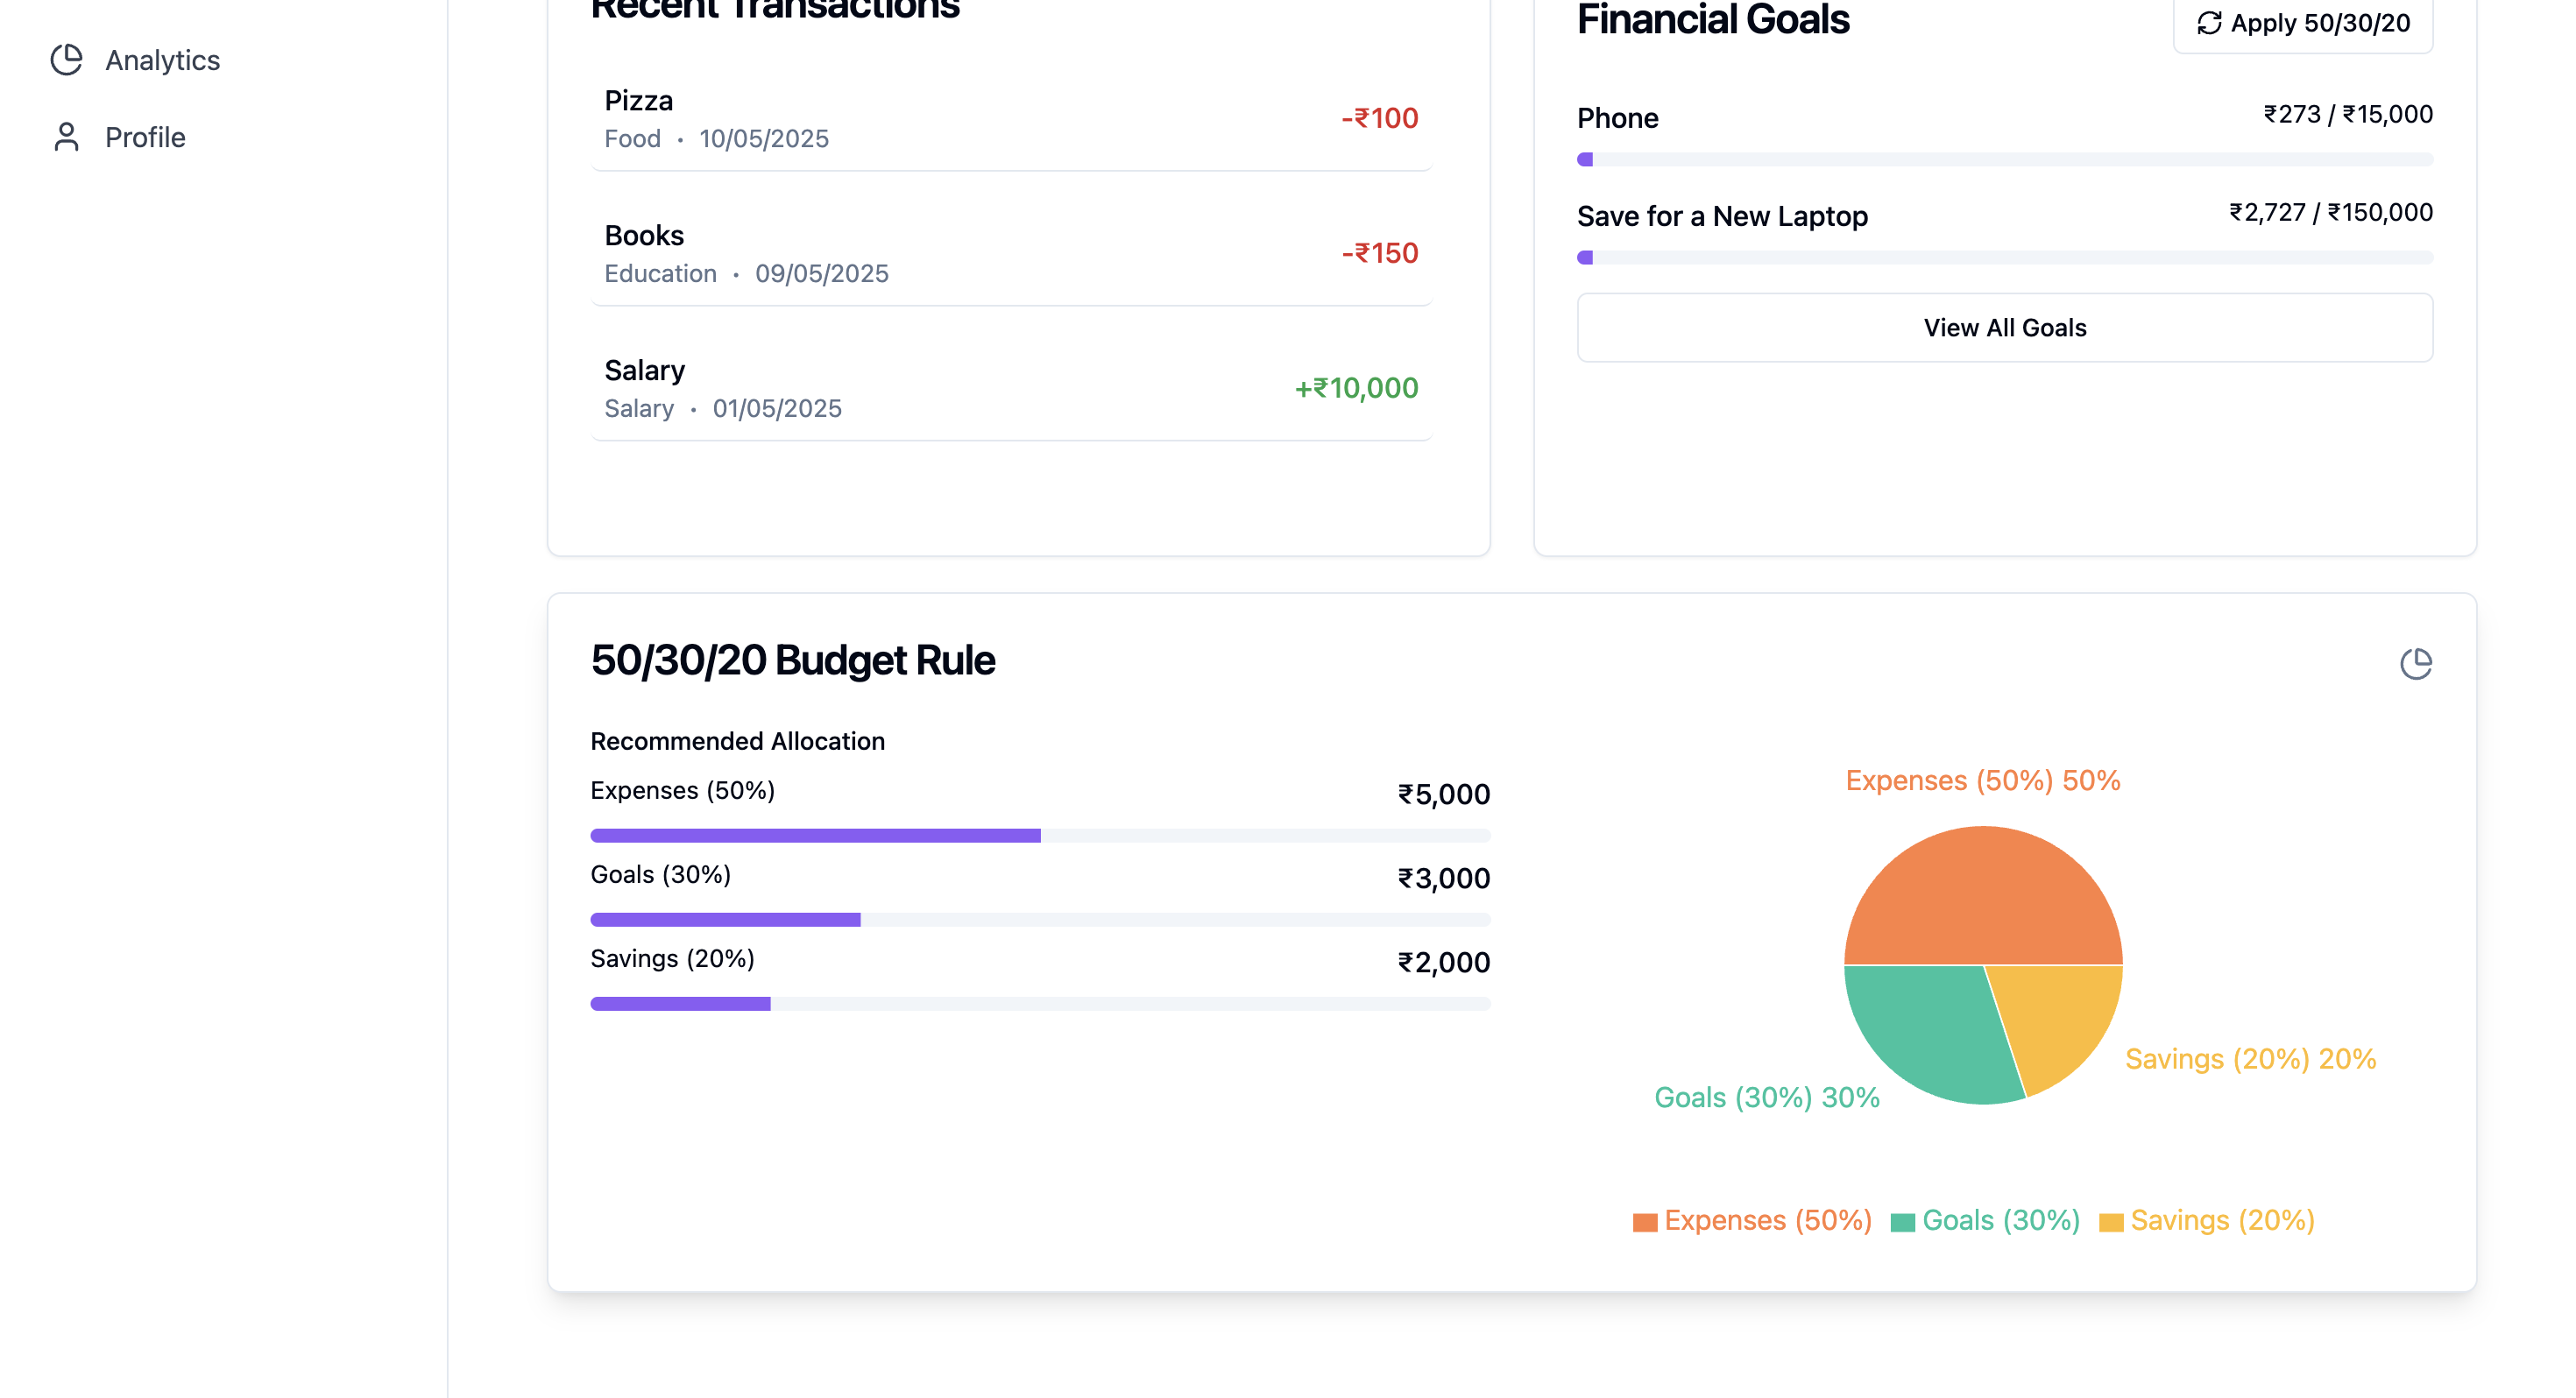 Analytics
Profile
Recent Transactions
Pizza
Food • 10/05/2025
-₹100
Books
Education • 09/05/2025
-₹150
Salary
Salary • 01/05/2025
+₹10,000
Financial Goals
Apply 50/30/20
Phone
₹273 / ₹15,000
Save for a New Laptop
₹2,727 / ₹150,000
View All Goals
50/30/20 Budget Rule
Recommended Allocation
Expenses (50%)
₹5,000
Goals (30%)
₹3,000
Savings (20%)
₹2,000
Expenses (50%) 50%
Savings (20%) 20%
Goals (30%) 30%
Expenses (50%) Goals (30%) Savings (20%)